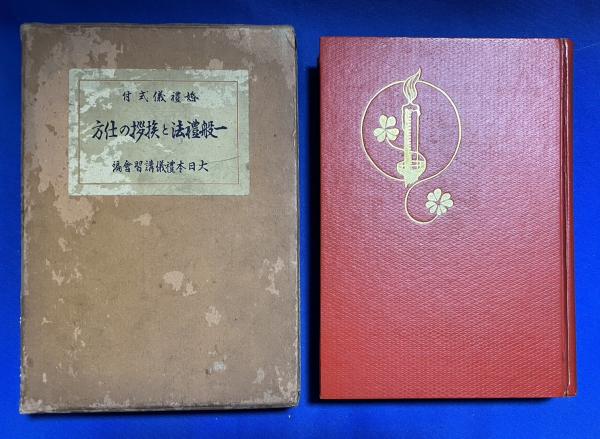 婚禮儀式付
一般禮法と挨拶の仕方
大日本禮儀講習會編